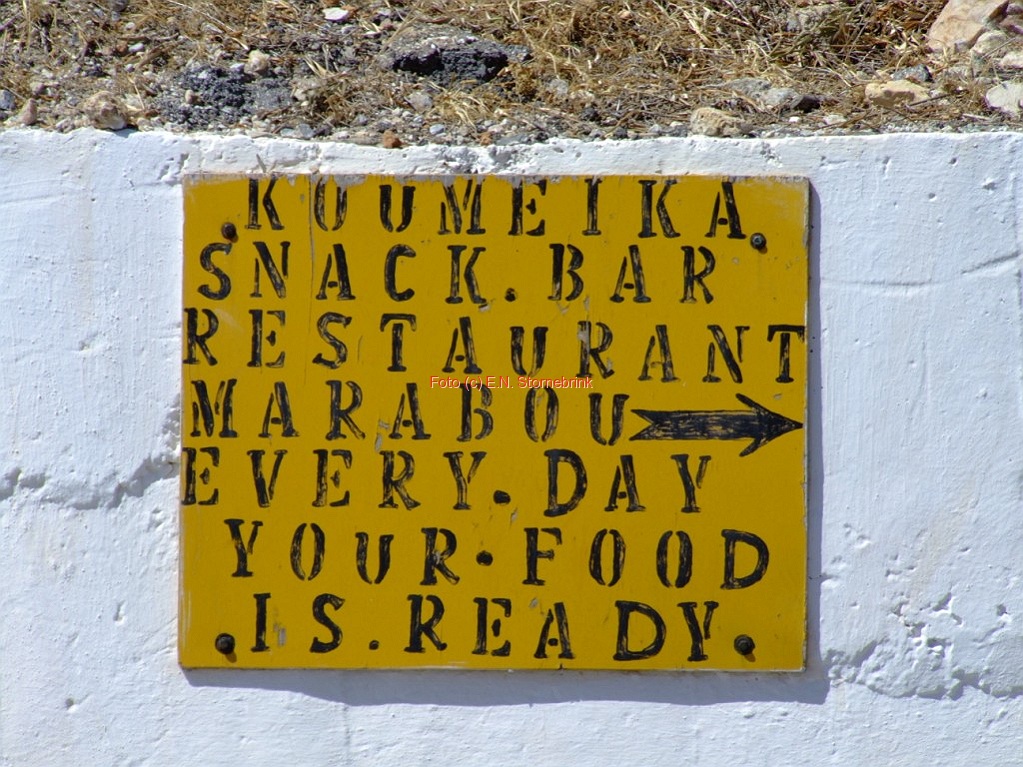 KOUMEIKA
SNACK.BAR
RESTAURANT
Foto (c) E.N. Stornebrink
MARABOU
EVERY.DAY
YOUR.FOOD
IS.READY